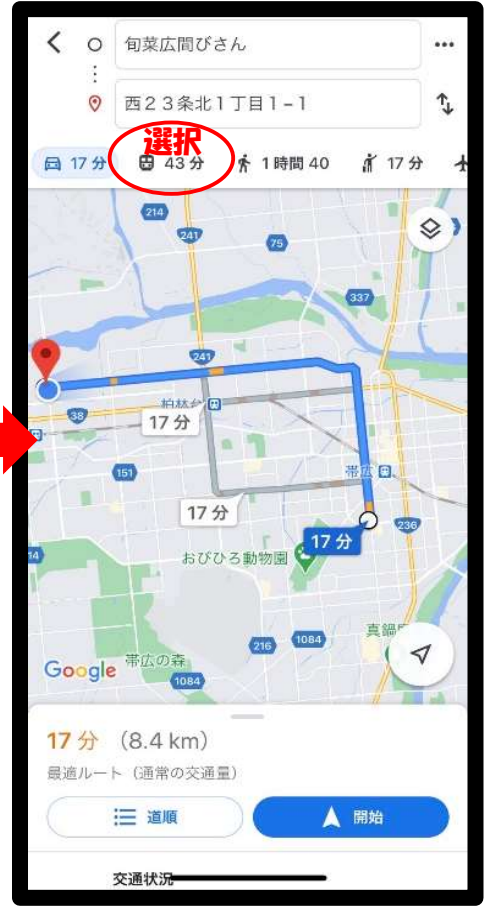 旬菜広間びさん
西23条北1丁目1-1
選択
17 分
43 分
1 時間 40
17 分
214
241
75
337
241
38
柏林台
17 分
151
帯広
17 分
17 分
236
おびひろ動物園
14
216
1084
真鍋
帯広の森
Google
1084
17 分 (8.4 km)
最適ルート（通常の交通量）
道順
開始
交通状況